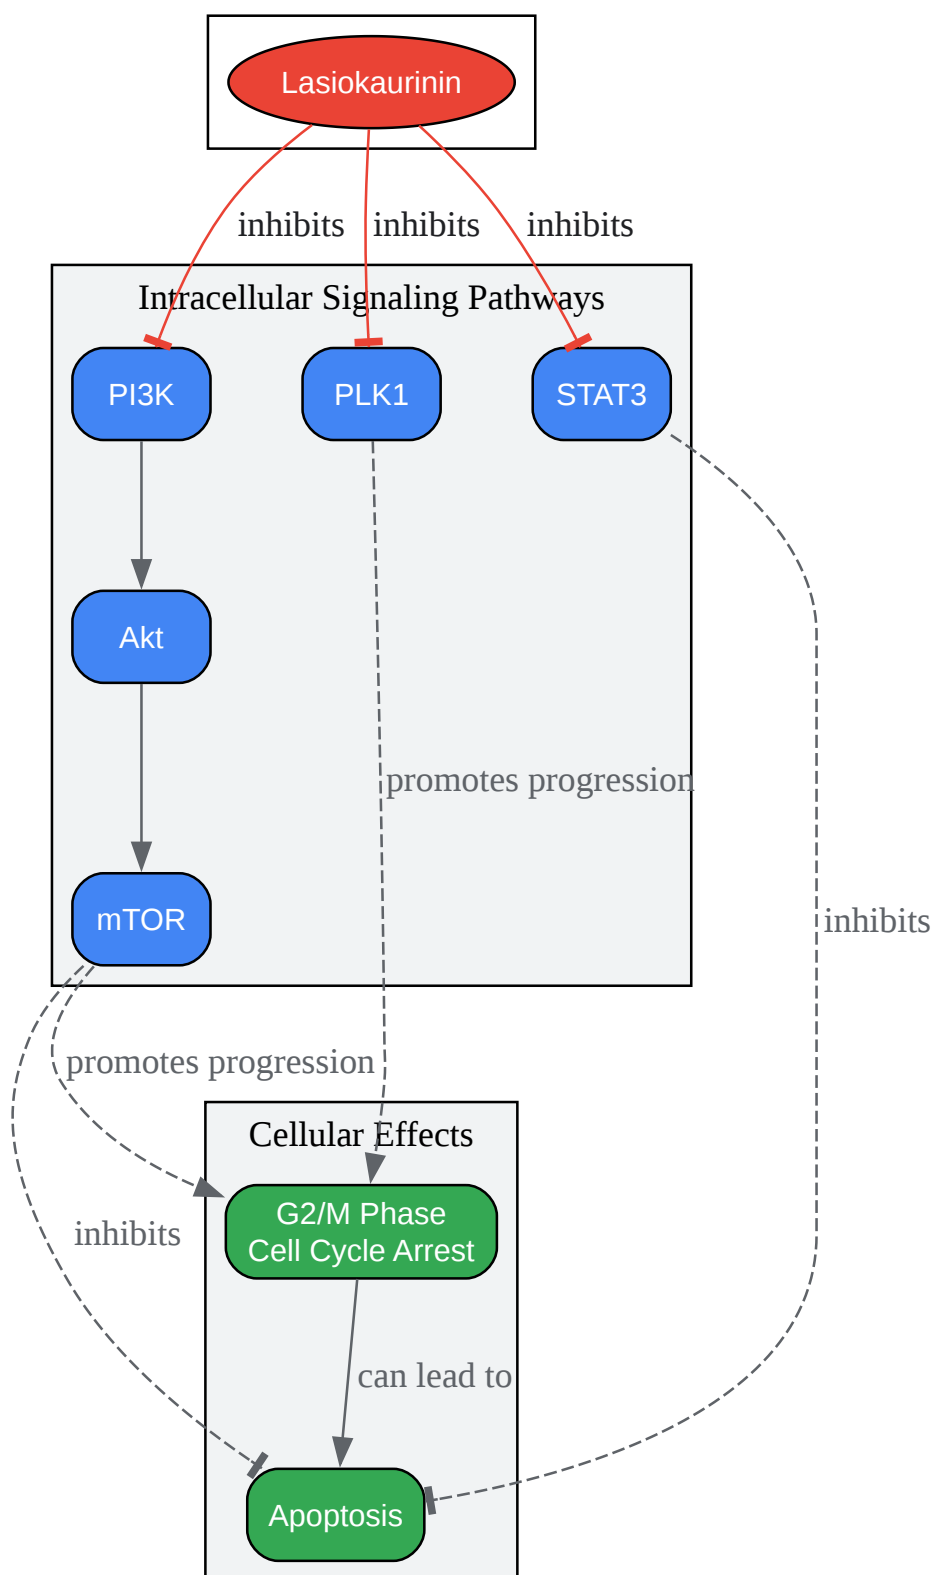 Lasiokaurinin
inhibits
inhibits
inhibits
Intracellular Signaling Pathways
PI3K
PLK1
STAT3
Akt
promotes progression
mTOR
inhibits
promotes progression
Cellular Effects
G2/M Phase
Cell Cycle Arrest
inhibits
can lead to
Apoptosis